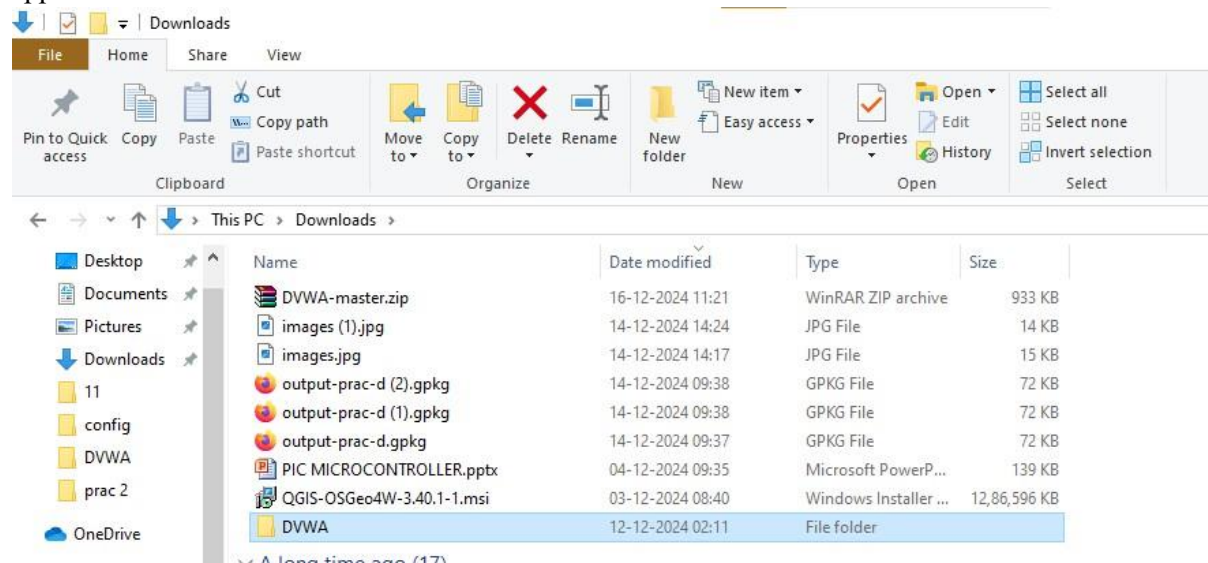 Downloads
File Home Share View
Pin to Quick access
Copy
Paste
Cut
Copy path
Paste shortcut
Clipboard
Move to
Copy to
Delete
Rename
Organize
New folder
New item
Easy access
New
Properties
Open
Edit
History
Open
Select all
Select none
Invert selection
Select
This PC > Downloads >
Desktop
Documents
Pictures
Downloads
11
config
DVWA
prac 2
OneDrive
Name Date modified Type Size
DVWA-master.zip 16-12-2024 11:21 WinRAR ZIP archive 933 KB
images (1).jpg 14-12-2024 14:24 JPG File 14 KB
images.jpg 14-12-2024 14:17 JPG File 15 KB
output-prac-d (2).gpkg 14-12-2024 09:38 GPKG File 72 KB
output-prac-d (1).gpkg 14-12-2024 09:38 GPKG File 72 KB
output-prac-d.gpkg 14-12-2024 09:37 GPKG File 72 KB
PIC MICROCONTROLLER.pptx 04-12-2024 09:35 Microsoft PowerP... 139 KB
QGIS-OSGeo4W-3.40.1-1.msi 03-12-2024 08:40 Windows Installer ... 12,86,596 KB
DVWA 12-12-2024 02:11 File folder
A long time ago (17)